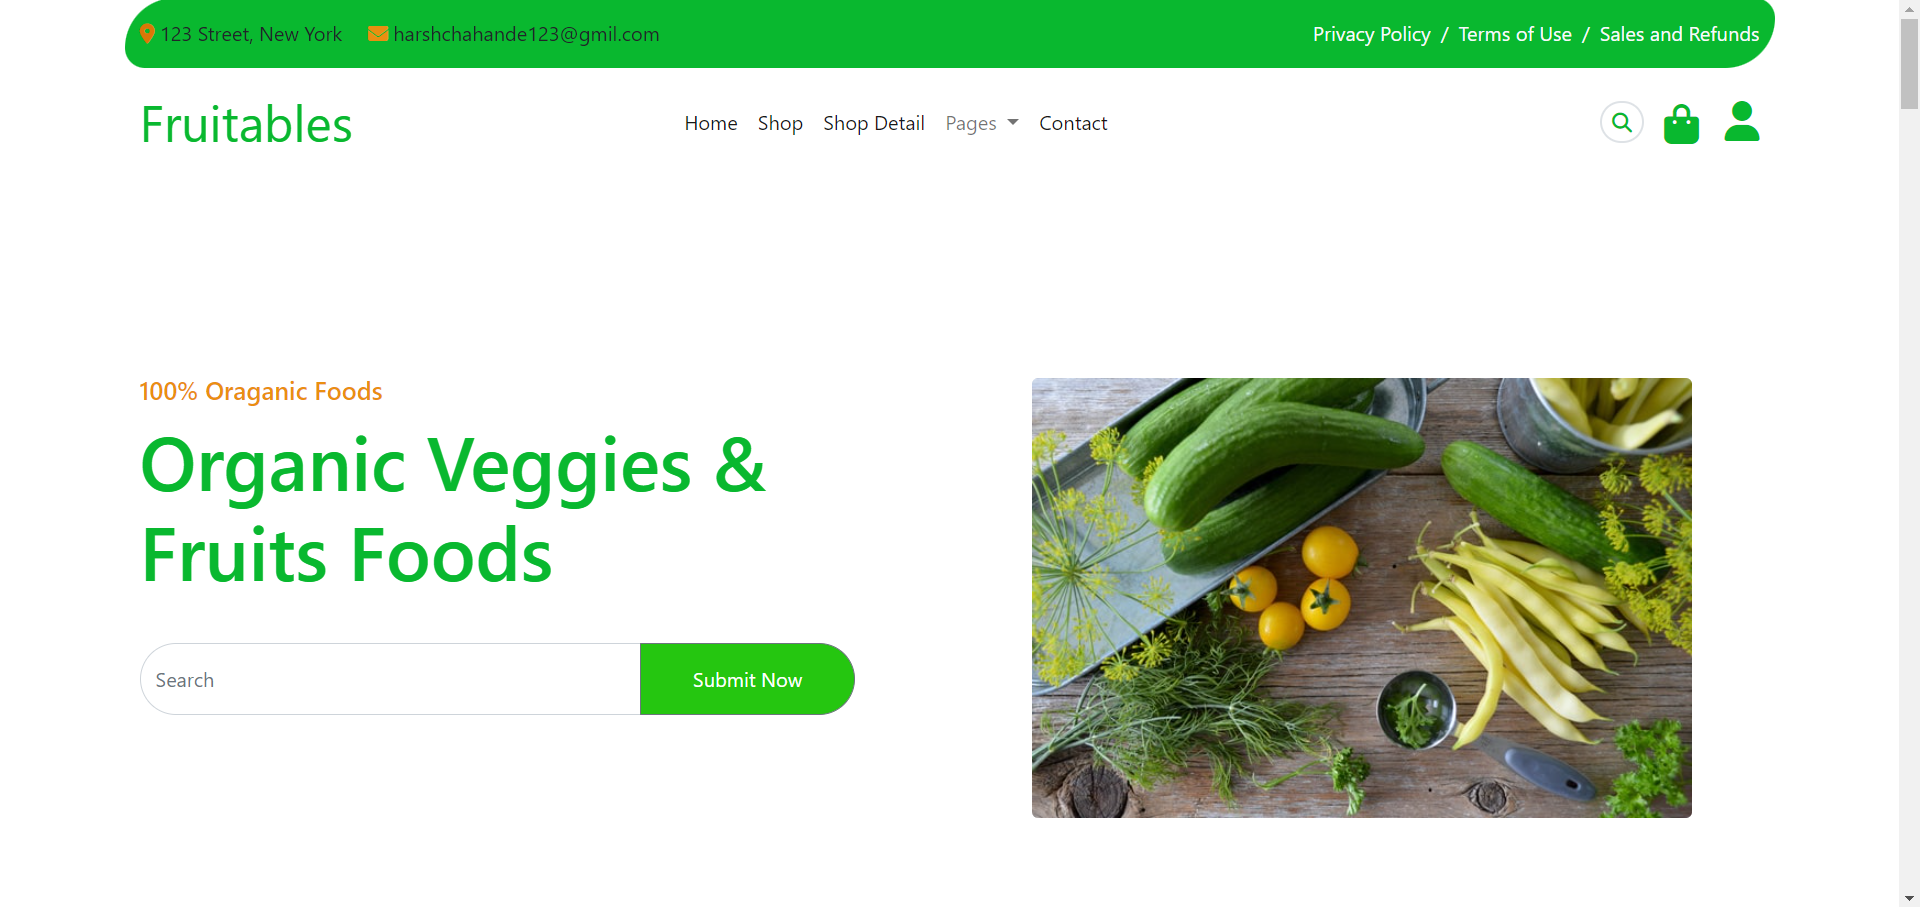 123 Street, New York harshchahande123@gmil.com Privacy Policy / Terms of Use / Sales and Refunds
Fruitables Home Shop Shop Detail Pages Contact
100% Oraganic Foods
Organic Veggies &
Fruits Foods
Search Submit Now